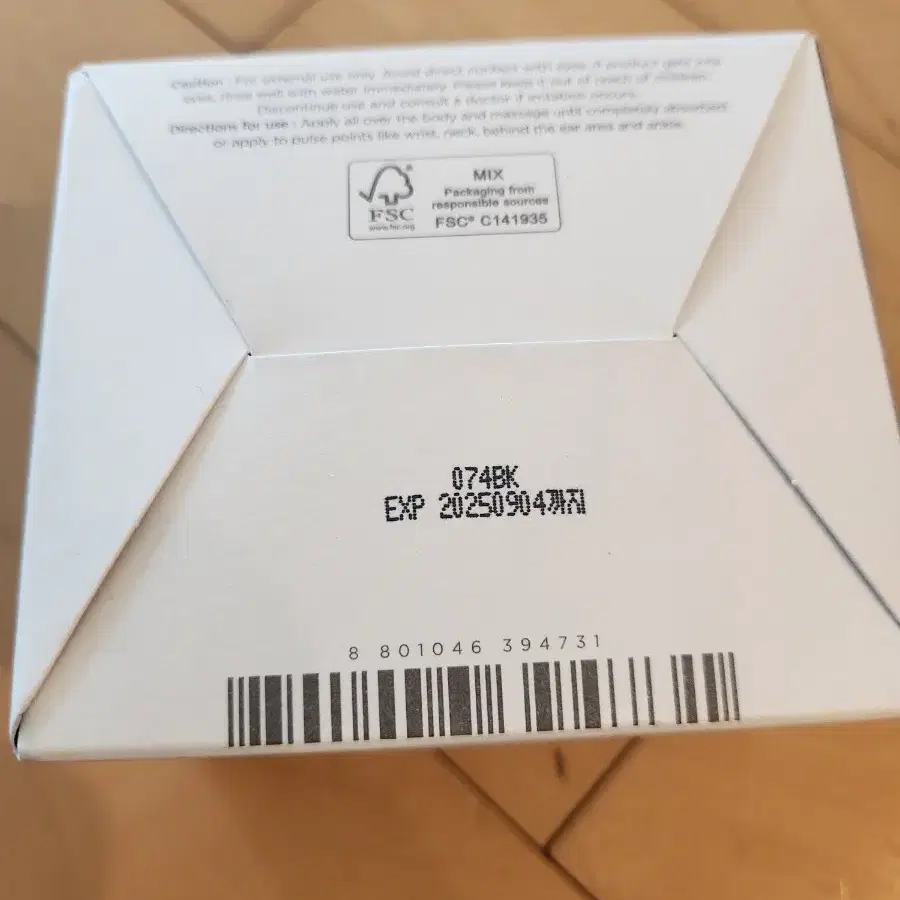 Caution : For external use only. Avoid direct contact with eyes. If product gets into
eyes, rinse well with water immediately. Please keep it out of reach of children.
Discontinue use and consult a doctor if irritation occurs.
Directions for use : Apply all over the body and massage until completely absorbed
or apply to pulse points like wrist, neck, behind the ear area and ankle.
FSC®
www.fsc.org
MIX
Packaging from
responsible sources
FSC® C141935
074BK
EXP 20250904까지
8 801046 394731